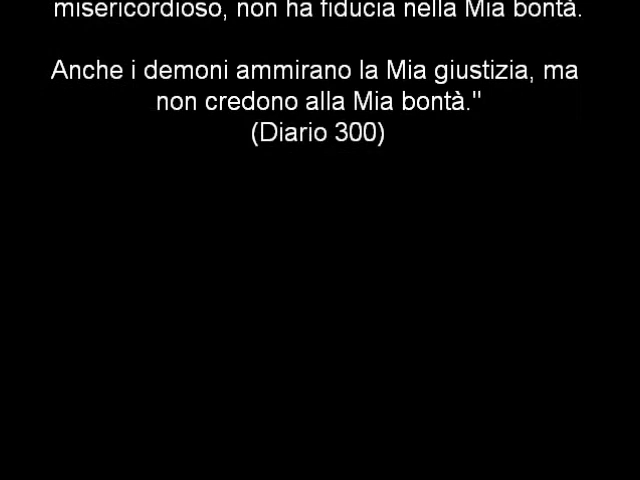 misericordioso, non ha fiducia nella Mia bontà.
Anche i demoni ammirano la Mia giustizia, ma
non credono alla Mia bontà."
(Diario 300)